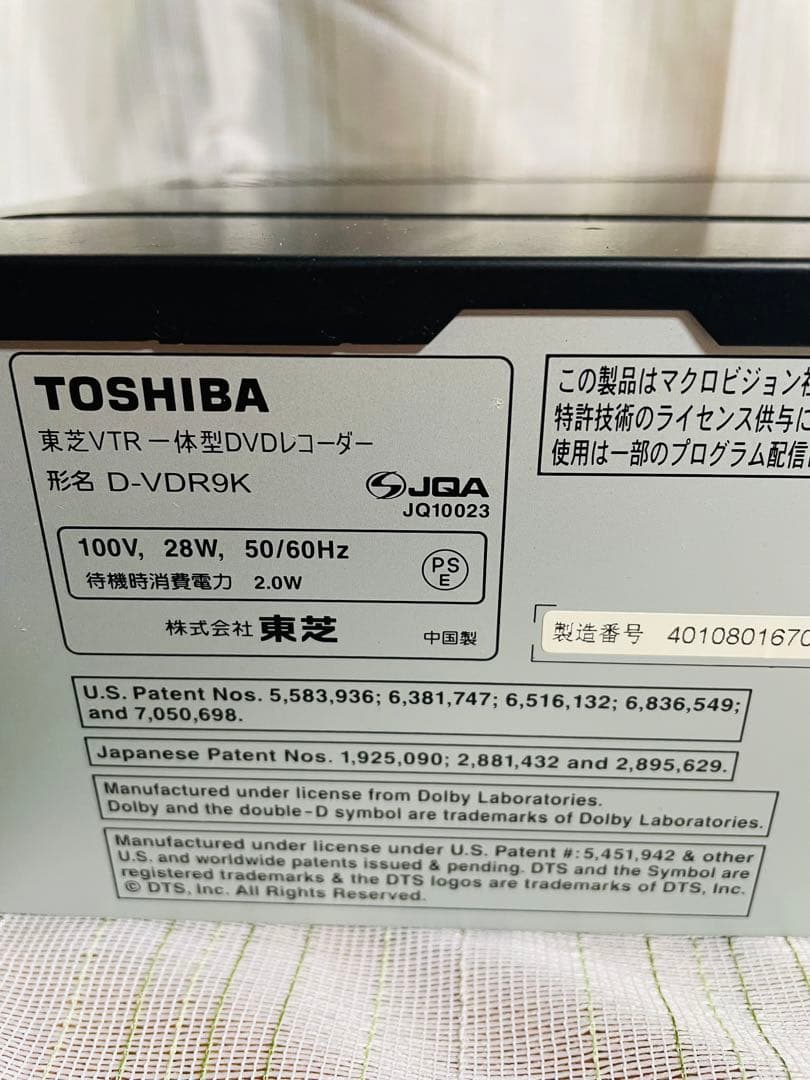 TOSHIBA
東芝VTR一体型DVDレコーダー
形名 D-VDR9K
JQA
JQ10023
100V, 28W, 50/60Hz
待機時消費電力 2.0W
PS
E
株式会社 東芝
中国製
この製品はマクロビジョン社
特許技術のライセンス供与に
使用は一部のプログラム配信
製造番号 4010801670
U.S. Patent Nos. 5,583,936; 6,381,747; 6,516,132; 6,836,549;
and 7,050,698.
Japanese Patent Nos. 1,925,090; 2,881,432 and 2,895,629.
Manufactured under license from Dolby Laboratories.
Dolby and the double-D symbol are trademarks of Dolby Laboratories.
Manufactured under license under U.S. Patent #: 5,451,942 & other
U.S. and worldwide patents issued & pending. DTS and the Symbol are
registered trademarks & the DTS logos are trademarks of DTS, Inc.
© DTS, Inc. All Rights Reserved.